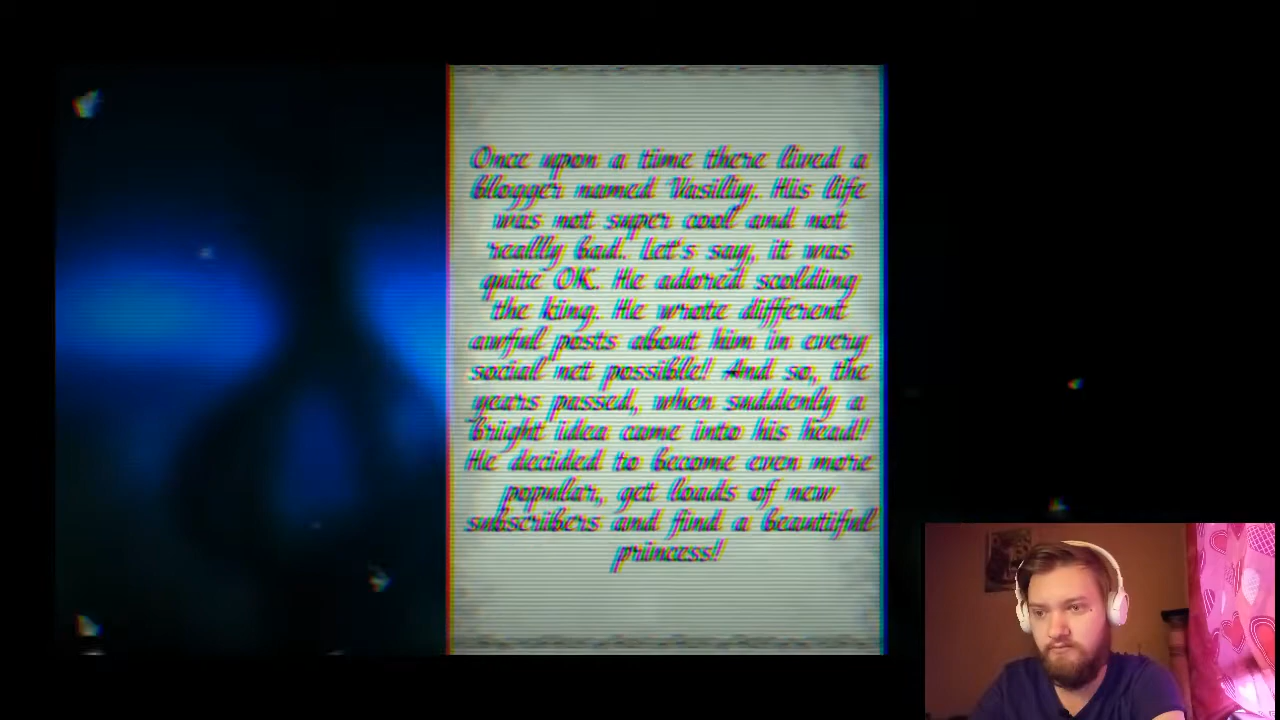 Once upon a time there lived a
blogger named Vasiliy. His life
was not super cool and not
really bad. Let's say, it was
quite OK. He adored scolding
the king. He wrote different
awful posts about him in every
social net possible! And so, the
years passed, when suddenly a
bright idea came into his head!
He decided to become even more
popular, get loads of new
subscribers and find a beautiful
princess!